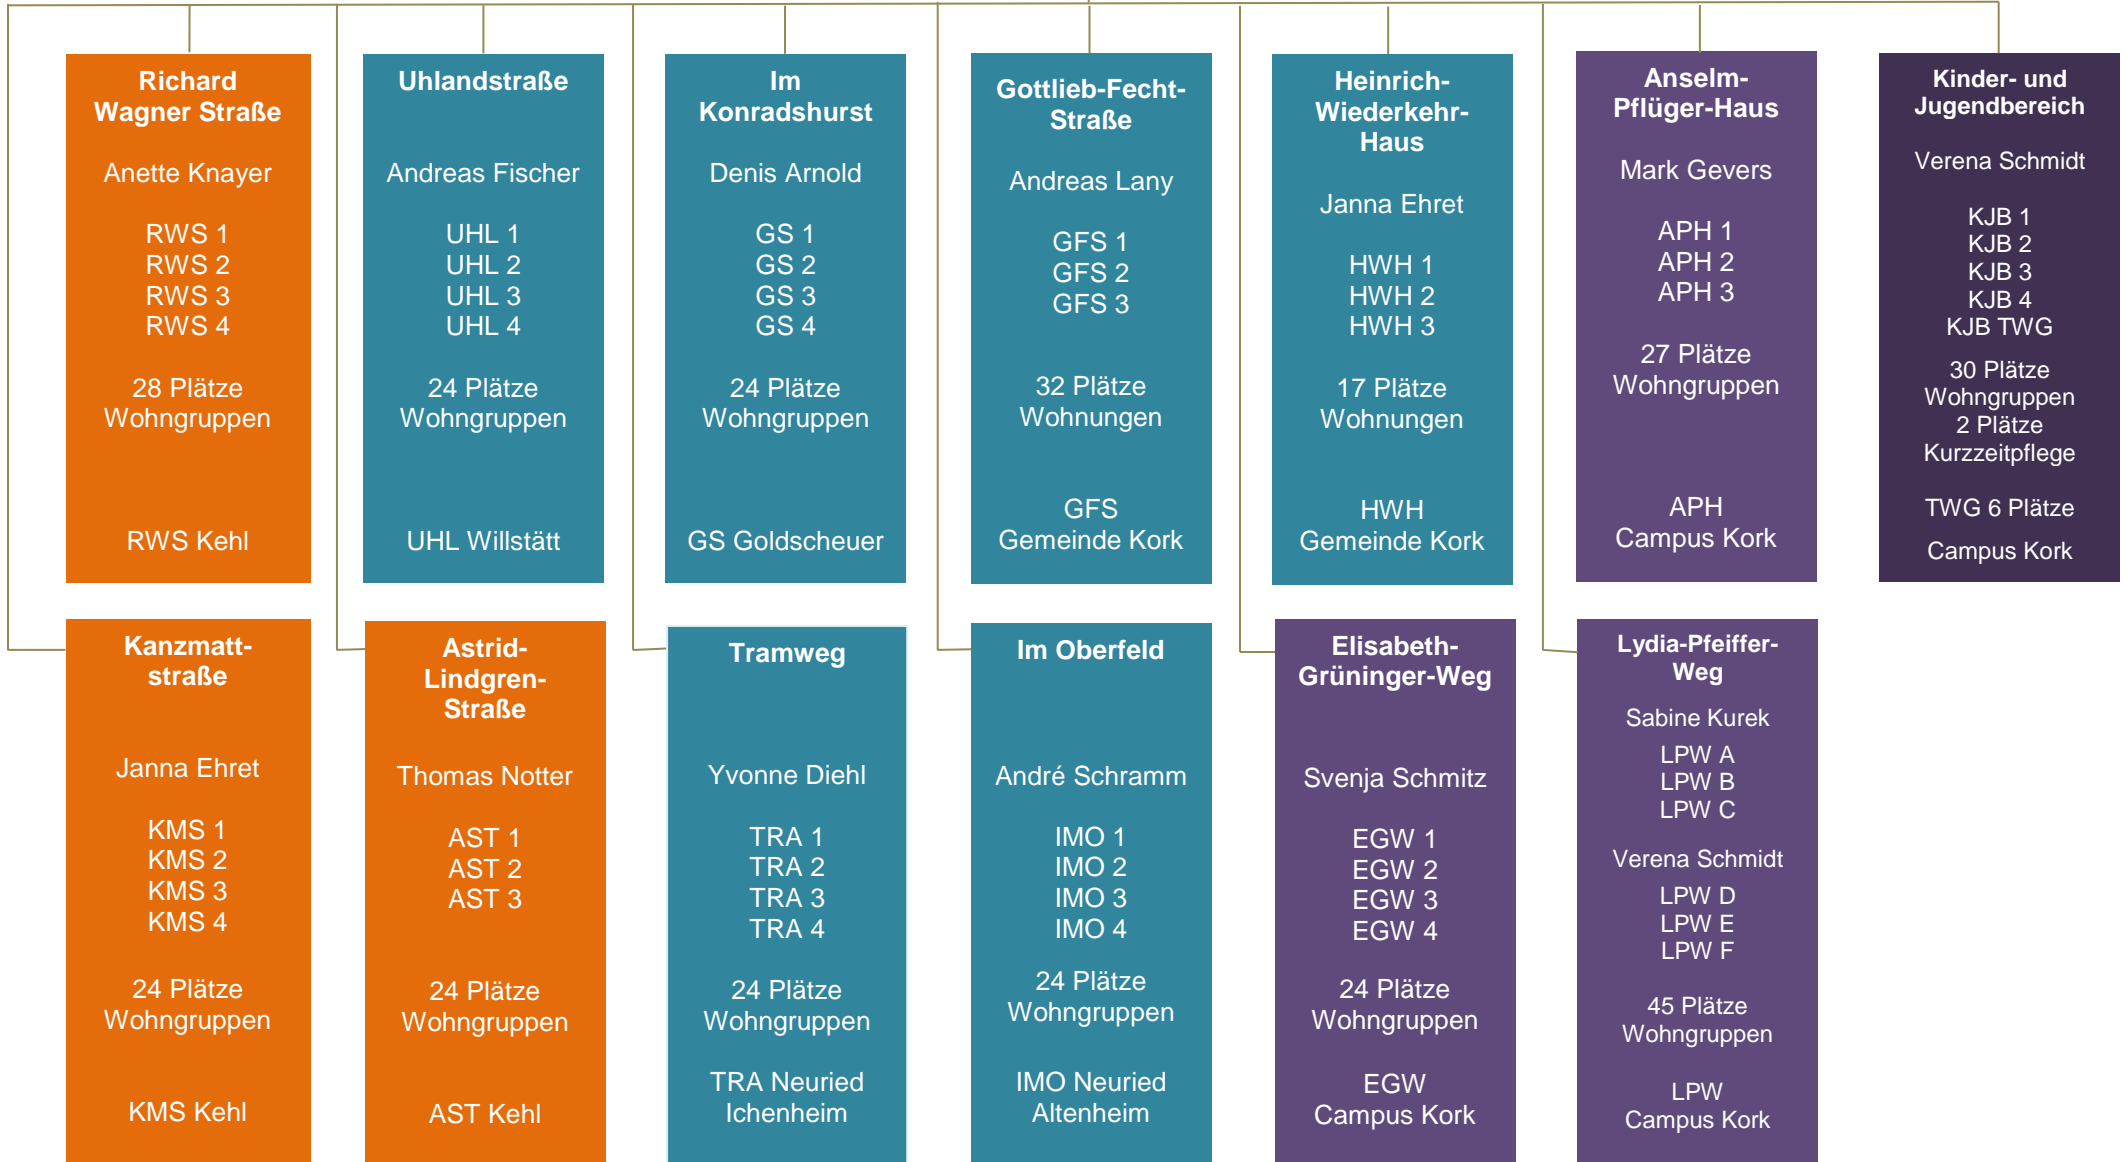 Richard
Wagner Straße
Anette Knayer
RWS 1
RWS 2
RWS 3
RWS 4
28 Plätze
Wohngruppen
RWS Kehl
Uhlandstraße
Andreas Fischer
UHL 1
UHL 2
UHL 3
UHL 4
24 Plätze
Wohngruppen
UHL Willstätt
Im
Konradshurst
Denis Arnold
GS 1
GS 2
GS 3
GS 4
24 Plätze
Wohngruppen
GS Goldscheuer
Gottlieb-Fecht-
Straße
Andreas Lany
GFS 1
GFS 2
GFS 3
32 Plätze
Wohnungen
GFS
Gemeinde Kork
Heinrich-
Wiederkehr-
Haus
Janna Ehret
HWH 1
HWH 2
HWH 3
17 Plätze
Wohnungen
HWH
Gemeinde Kork
Anselm-
Pflüger-Haus
Mark Gevers
APH 1
APH 2
APH 3
27 Plätze
Wohngruppen
APH
Campus Kork
Kinder- und
Jugendbereich
Verena Schmidt
KJB 1
KJB 2
KJB 3
KJB 4
KJB TWG
30 Plätze
Wohngruppen
2 Plätze
Kurzzeitpflege
TWG 6 Plätze
Campus Kork
Kanzmatt-
straße
Janna Ehret
KMS 1
KMS 2
KMS 3
KMS 4
24 Plätze
Wohngruppen
KMS Kehl
Astrid-
Lindgren-
Straße
Thomas Notter
AST 1
AST 2
AST 3
24 Plätze
Wohngruppen
AST Kehl
Tramweg
Yvonne Diehl
TRA 1
TRA 2
TRA 3
TRA 4
24 Plätze
Wohngruppen
TRA Neuried
Ichenheim
Im Oberfeld
André Schramm
IMO 1
IMO 2
IMO 3
IMO 4
24 Plätze
Wohngruppen
IMO Neuried
Altenheim
Elisabeth-
Grüninger-Weg
Svenja Schmitz
EGW 1
EGW 2
EGW 3
EGW 4
24 Plätze
Wohngruppen
EGW
Campus Kork
Lydia-Pfeiffer-
Weg
Sabine Kurek
LPW A
LPW B
LPW C
Verena Schmidt
LPW D
LPW E
LPW F
45 Plätze
Wohngruppen
LPW
Campus Kork